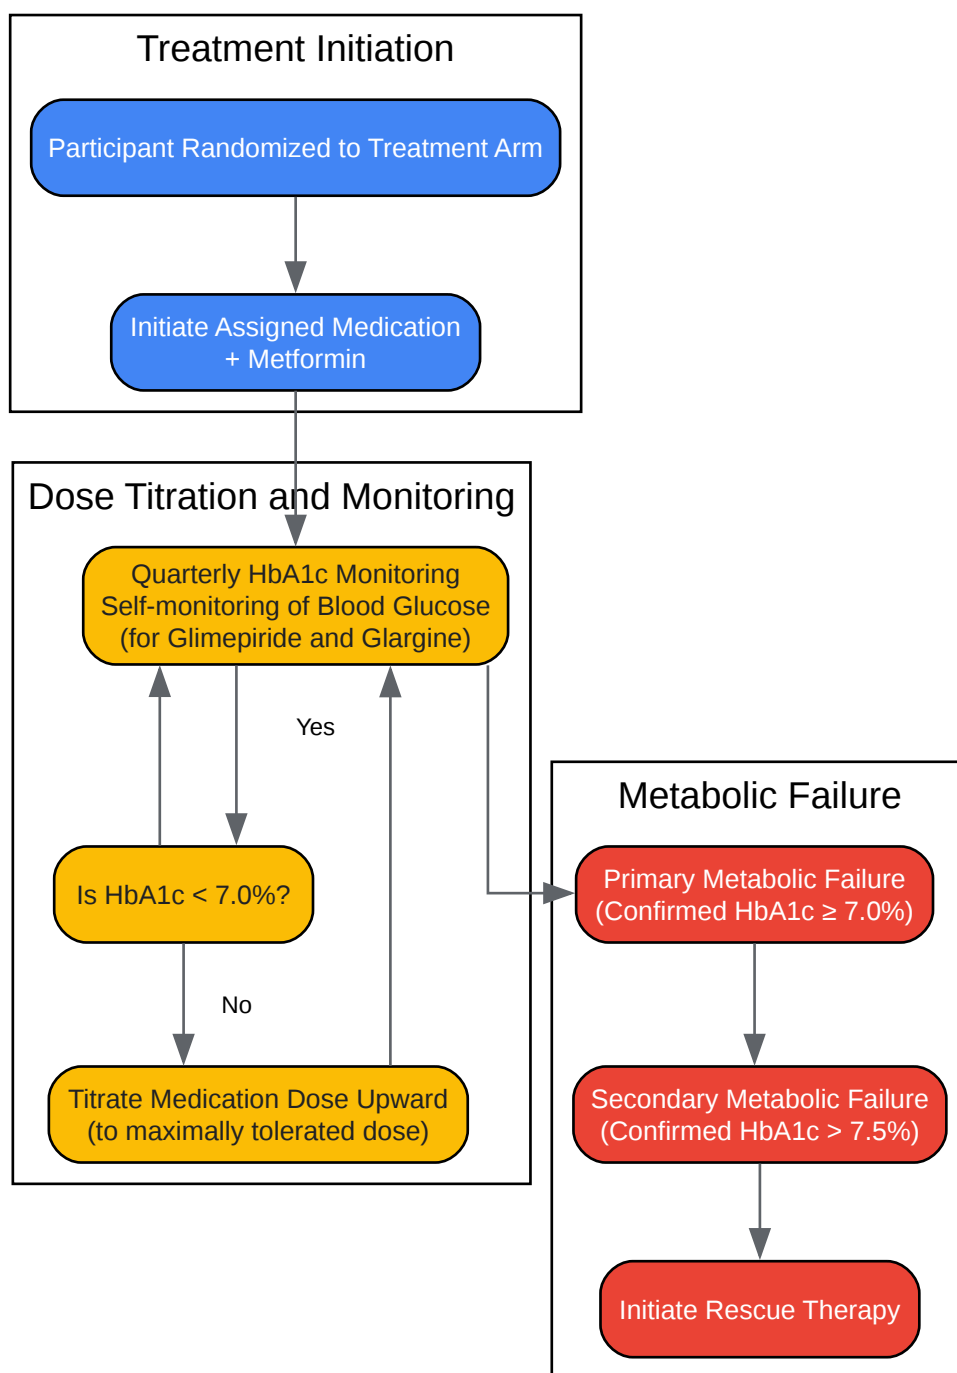 Treatment Initiation
Participant Randomized to Treatment Arm
Initiate Assigned Medication
+ Metformin
Dose Titration and Monitoring
Quarterly HbA1c Monitoring
Self-monitoring of Blood Glucose
(for Glimepiride and Glargine)
Yes
Is HbA1c < 7.0%?
No
Titrate Medication Dose Upward
(to maximally tolerated dose)
Metabolic Failure
Primary Metabolic Failure
(Confirmed HbA1c ≥ 7.0%)
Secondary Metabolic Failure
(Confirmed HbA1c > 7.5%)
Initiate Rescue Therapy